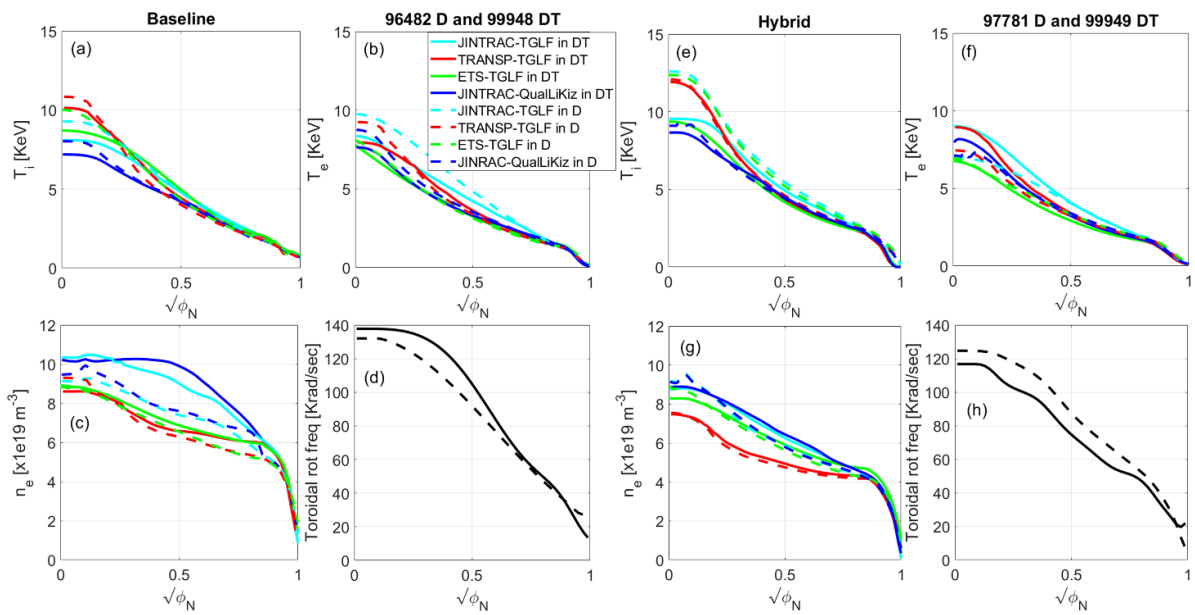 Baseline
96482 D and 99948 DT
Hybrid
97781 D and 99949 DT
(a)
T_i [KeV]
15
10
5
0
0 0.5 1
√ϕ_N
(b)
T_e [KeV]
15
10
5
0
0 0.5 1
√ϕ_N
JINTRAC-TGLF in DT
TRANSP-TGLF in DT
ETS-TGLF in DT
JINTRAC-QualLiKiz in DT
JINTRAC-TGLF in D
TRANSP-TGLF in D
ETS-TGLF in D
JINRAC-QualLiKiz in D
(e)
T_i [KeV]
15
10
5
0
0 0.5 1
√ϕ_N
(f)
T_e [KeV]
15
10
5
0
0 0.5 1
√ϕ_N
(c)
n_e [x1e19 m^-3]
12
10
8
6
4
2
0
0 0.5 1
√ϕ_N
(d)
Toroidal rot freq [Krad/sec]
140
120
100
80
60
40
20
0
0 0.5 1
√ϕ_N
(g)
n_e [x1e19 m^-3]
12
10
8
6
4
2
0
0 0.5 1
√ϕ_N
(h)
Toroidal rot freq [Krad/sec]
140
120
100
80
60
40
20
0
0 0.5 1
√ϕ_N